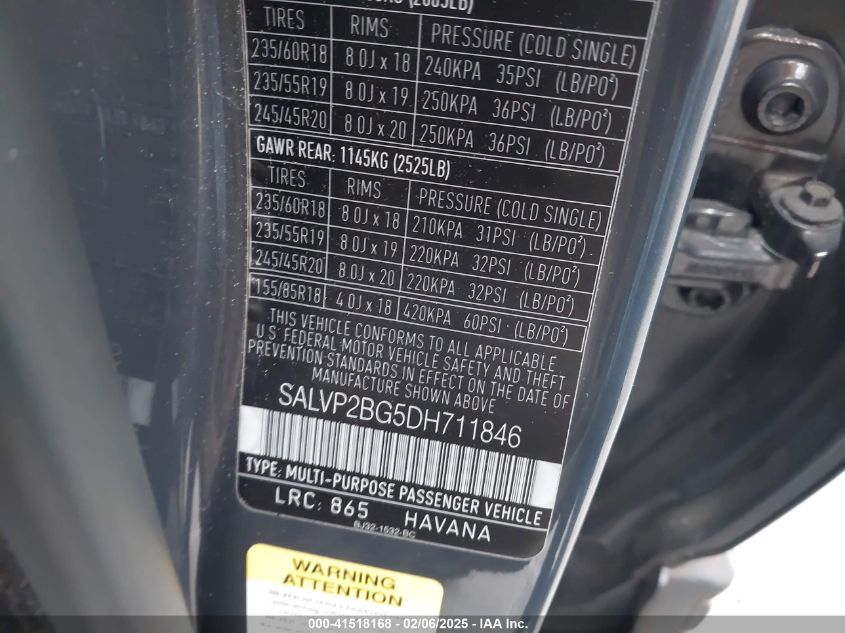 (2605LB)
TIRES RIMS PRESSURE (COLD SINGLE)
235/60R18 8.0J x 18 240KPA 35PSI (LB/PO²)
235/55R19 8.0J x 19 250KPA 36PSI (LB/PO²)
245/45R20 8.0J x 20 250KPA 36PSI (LB/PO²)
GAWR REAR: 1145KG (2525LB)
TIRES RIMS PRESSURE (COLD SINGLE)
235/60R18 8.0J x 18 210KPA 31PSI (LB/PO²)
235/55R19 8.0J x 19 220KPA 32PSI (LB/PO²)
245/45R20 8.0J x 20 220KPA 32PSI (LB/PO²)
155/85R18 4.0J x 18 420KPA 60PSI (LB/PO²)
THIS VEHICLE CONFORMS TO ALL APPLICABLE
U.S. FEDERAL MOTOR VEHICLE SAFETY AND THEFT
PREVENTION STANDARDS IN EFFECT ON THE DATE OF
MANUFACTURE SHOWN ABOVE
SALVP2BG5DH711846
TYPE: MULTI-PURPOSE PASSENGER VEHICLE
LRC: 865 HAVANA
BJ32-1532-BC
WARNING
ATTENTION
000-41518168 - 02/06/2025 - IAAI.COM